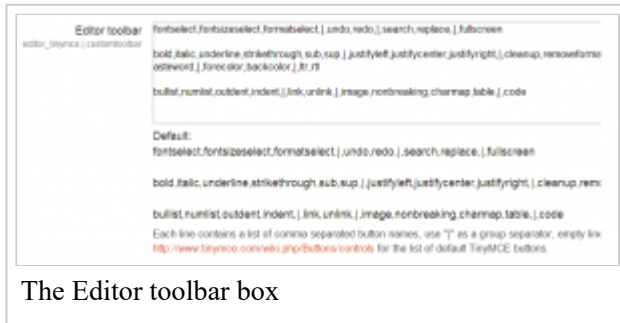 Editor toolbar
editor_tinymce | customtoolbar
fontselect,fontsizeselect,formatselect,|,undo,redo,|,search,replace,|,fullscreen
bold,italic,underline,strikethrough,sub,sup,|,justifyleft,justifycenter,justifyright,|,cleanup,removeforma
asteword,|,forecolor,backcolor,|,ltr,rtl
bullist,numlist,outdent,indent,|,link,unlink,|,image,nonbreaking,charmap,table,|,code
Default:
fontselect,fontsizeselect,formatselect,|,undo,redo,|,search,replace,|,fullscreen
bold,italic,underline,strikethrough,sub,sup,|,justifyleft,justifycenter,justifyright,|,cleanup,remo
bullist,numlist,outdent,indent,|,link,unlink,|,image,nonbreaking,charmap,table,|,code
Each line contains a list of comma separated button names, use "|" as a group separator, empty line
http://www.tinymce.com/wiki.php/Buttons/controls for the list of default TinyMCE buttons.
The Editor toolbar box